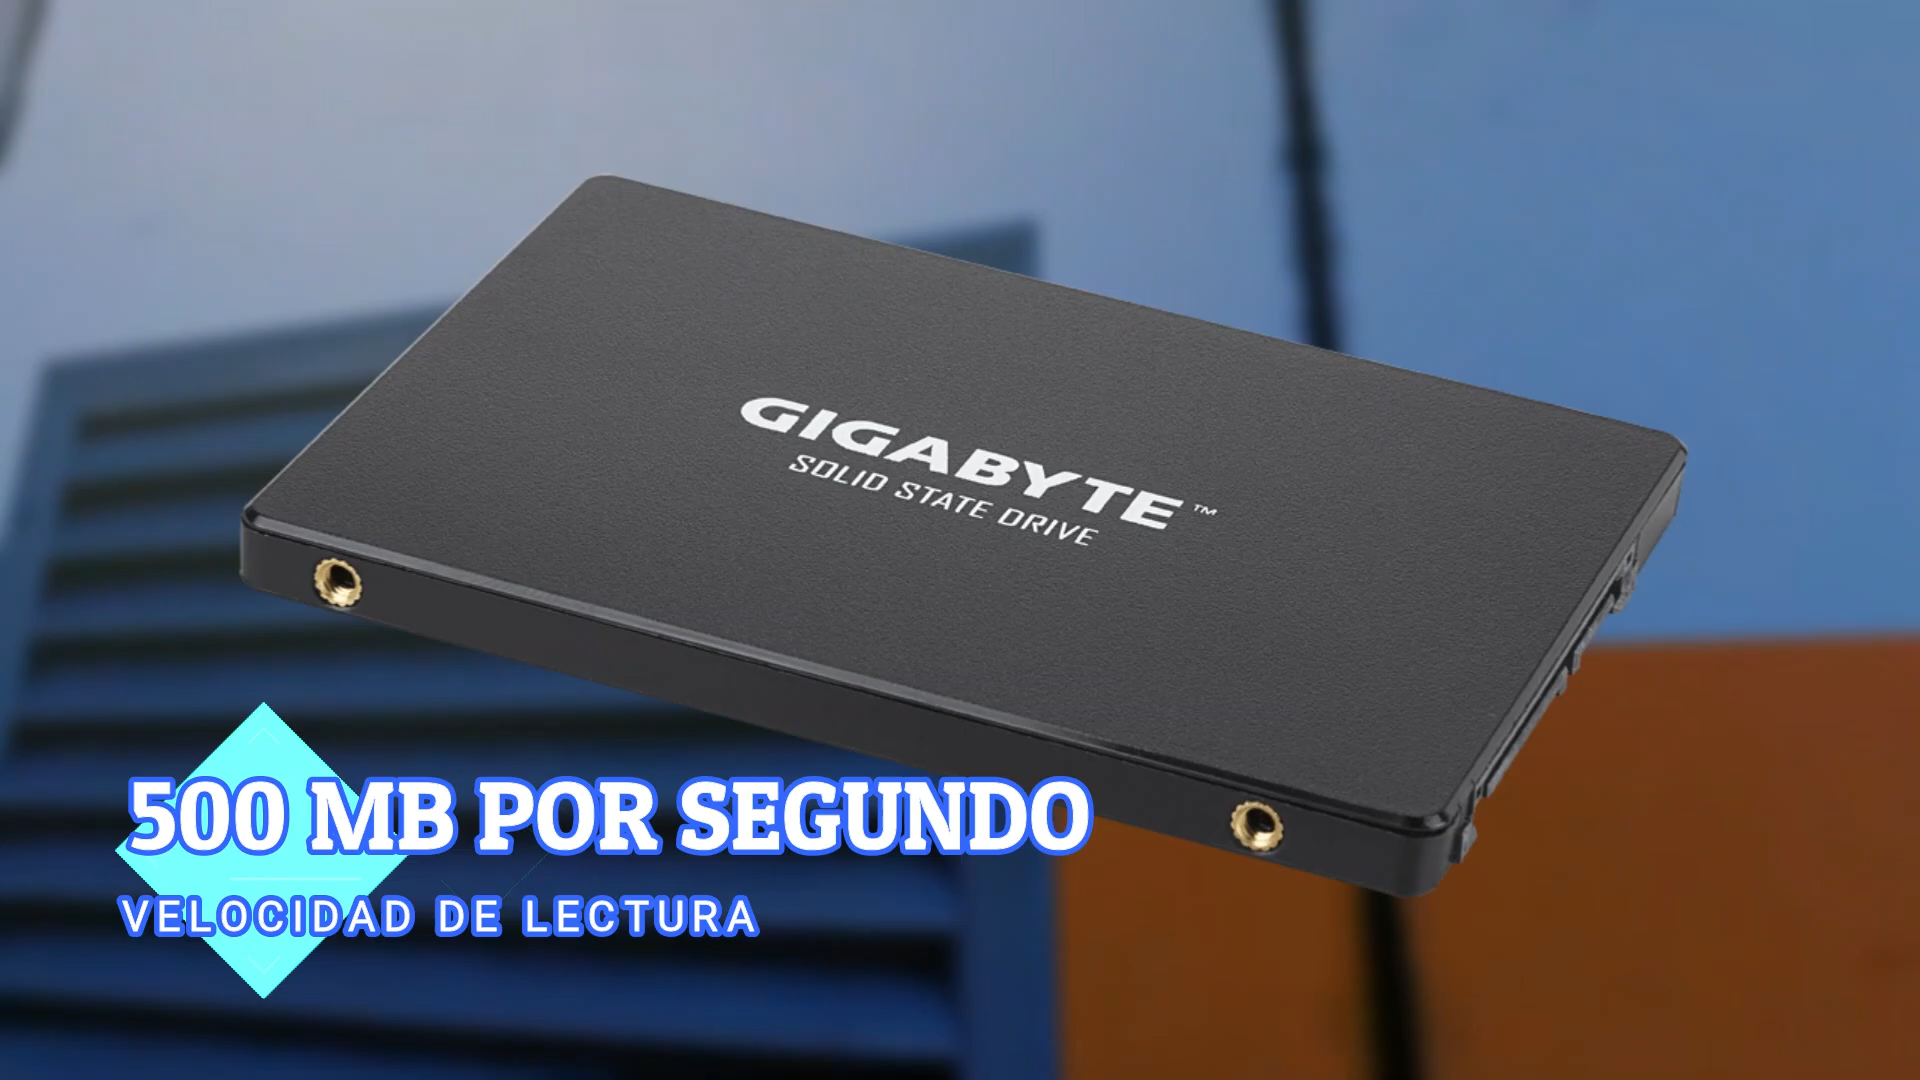 GIGABYTE™
SOLID STATE DRIVE
500 MB POR SEGUNDO
VELOCIDAD DE LECTURA